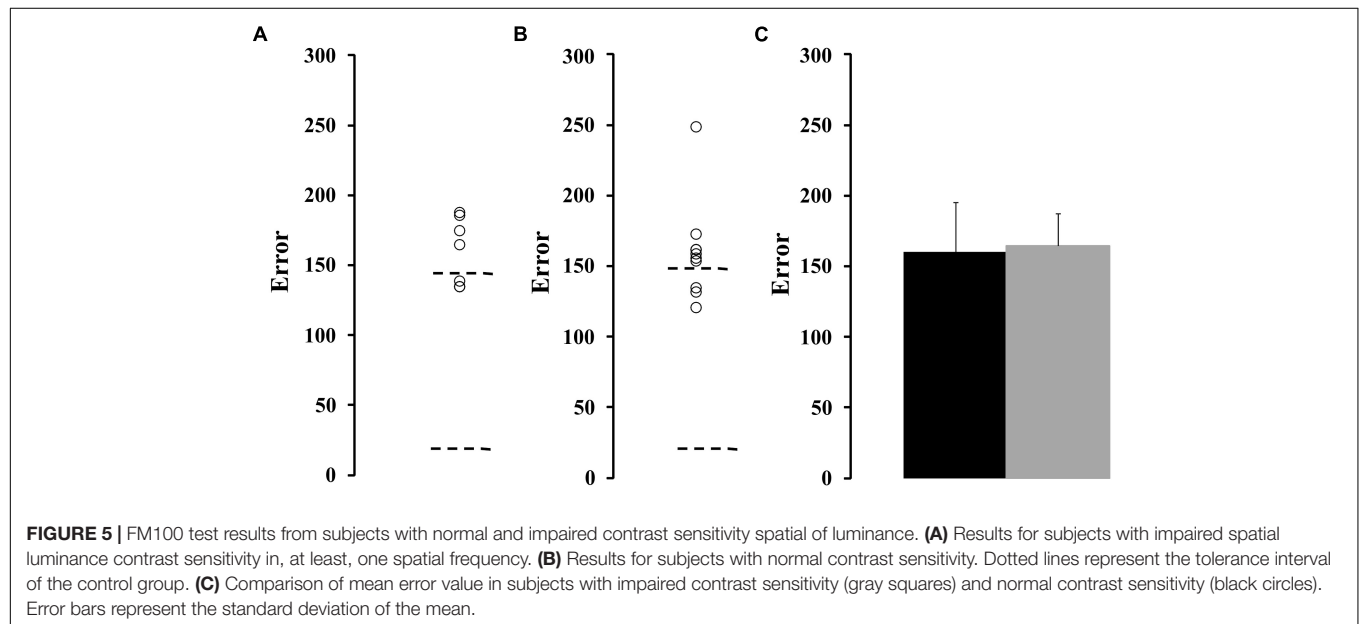 A
B
C
300
250
200
150
100
50
0
Error
300
250
200
150
100
50
0
Error
300
250
200
150
100
50
0
Error
FIGURE 5 | FM100 test results from subjects with normal and impaired contrast sensitivity spatial of luminance. (A) Results for subjects with impaired spatial
luminance contrast sensitivity in, at least, one spatial frequency. (B) Results for subjects with normal contrast sensitivity. Dotted lines represent the tolerance interval
of the control group. (C) Comparison of mean error value in subjects with impaired contrast sensitivity (gray squares) and normal contrast sensitivity (black circles).
Error bars represent the standard deviation of the mean.